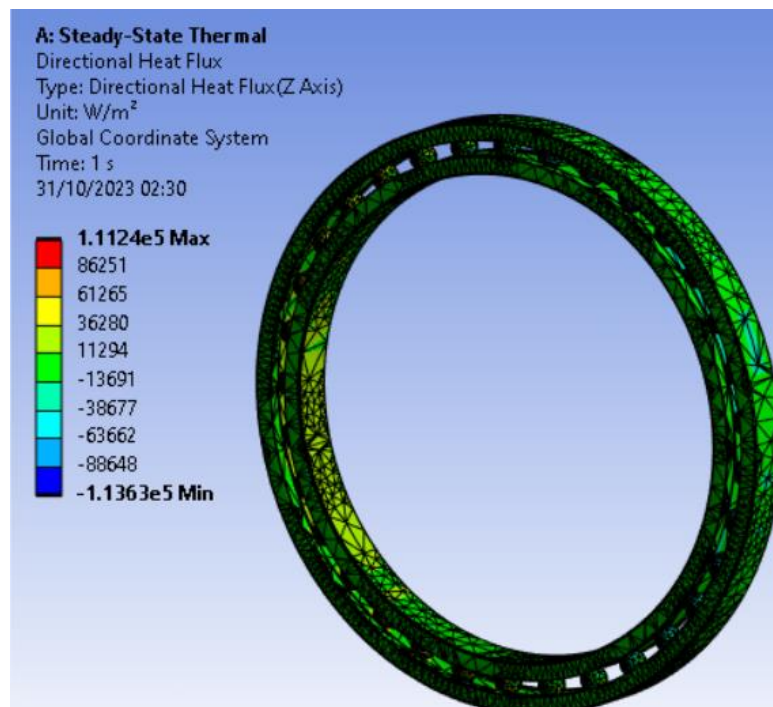 A: Steady-State Thermal
Directional Heat Flux
Type: Directional Heat Flux(Z Axis)
Unit: W/m²
Global Coordinate System
Time: 1 s
31/10/2023 02:30
1.1124e5 Max
86251
61265
36280
11294
-13691
-38677
-63662
-88648
-1.1363e5 Min